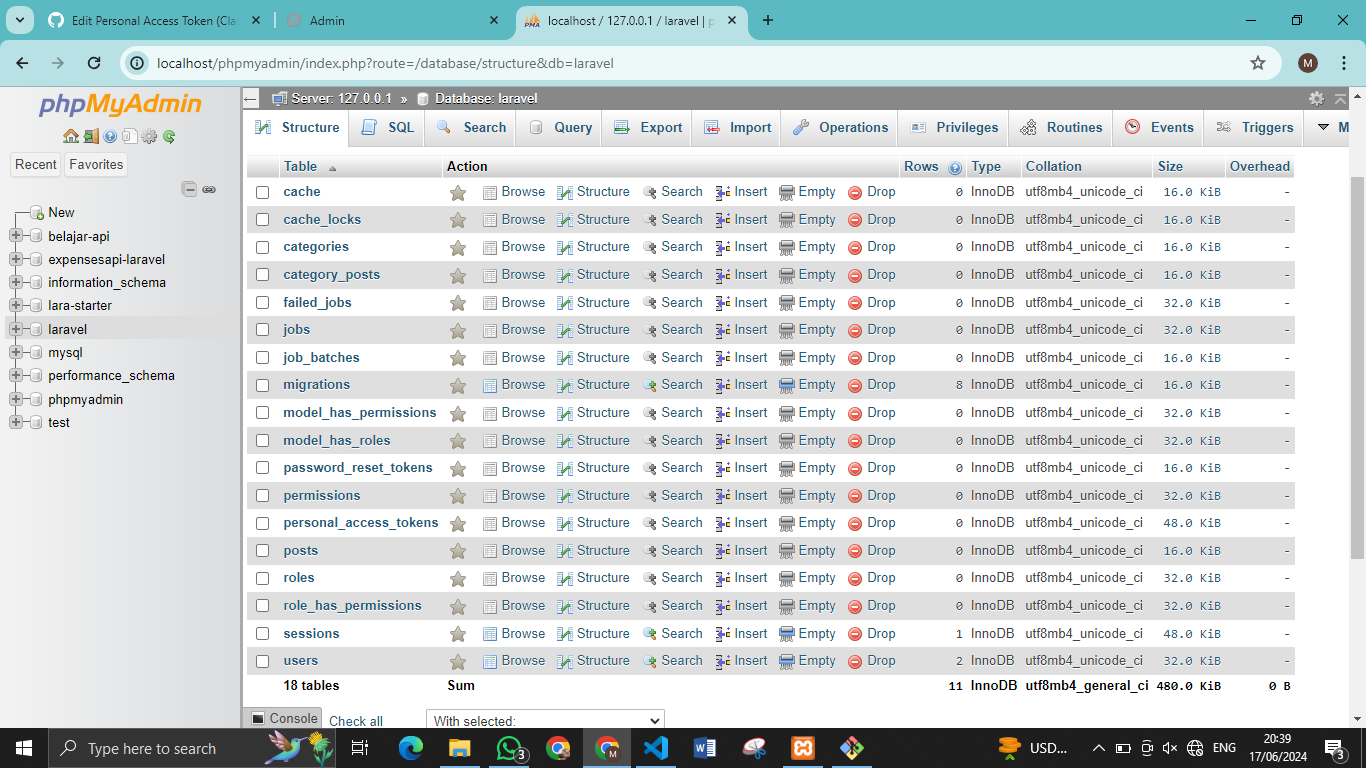 Edit Personal Access Token (Clas
Admin
localhost / 127.0.0.1 / laravel | p
localhost/phpmyadmin/index.php?route=/database/structure&db=laravel
M
phpMyAdmin
Recent Favorites
New
belajar-api
expensesapi-laravel
information_schema
lara-starter
laravel
mysql
performance_schema
phpmyadmin
test
Server: 127.0.0.1 » Database: laravel
Structure SQL Search Query Export Import Operations Privileges Routines Events Triggers M
Table Action Rows Type Collation Size Overhead
cache Browse Structure Search Insert Empty Drop 0 InnoDB utf8mb4_unicode_ci 16.0 KiB -
cache_locks Browse Structure Search Insert Empty Drop 0 InnoDB utf8mb4_unicode_ci 16.0 KiB -
categories Browse Structure Search Insert Empty Drop 0 InnoDB utf8mb4_unicode_ci 16.0 KiB -
category_posts Browse Structure Search Insert Empty Drop 0 InnoDB utf8mb4_unicode_ci 16.0 KiB -
failed_jobs Browse Structure Search Insert Empty Drop 0 InnoDB utf8mb4_unicode_ci 32.0 KiB -
jobs Browse Structure Search Insert Empty Drop 0 InnoDB utf8mb4_unicode_ci 32.0 KiB -
job_batches Browse Structure Search Insert Empty Drop 0 InnoDB utf8mb4_unicode_ci 16.0 KiB -
migrations Browse Structure Search Insert Empty Drop 8 InnoDB utf8mb4_unicode_ci 16.0 KiB -
model_has_permissions Browse Structure Search Insert Empty Drop 0 InnoDB utf8mb4_unicode_ci 32.0 KiB -
model_has_roles Browse Structure Search Insert Empty Drop 0 InnoDB utf8mb4_unicode_ci 32.0 KiB -
password_reset_tokens Browse Structure Search Insert Empty Drop 0 InnoDB utf8mb4_unicode_ci 16.0 KiB -
permissions Browse Structure Search Insert Empty Drop 0 InnoDB utf8mb4_unicode_ci 32.0 KiB -
personal_access_tokens Browse Structure Search Insert Empty Drop 0 InnoDB utf8mb4_unicode_ci 48.0 KiB -
posts Browse Structure Search Insert Empty Drop 0 InnoDB utf8mb4_unicode_ci 16.0 KiB -
roles Browse Structure Search Insert Empty Drop 0 InnoDB utf8mb4_unicode_ci 32.0 KiB -
role_has_permissions Browse Structure Search Insert Empty Drop 0 InnoDB utf8mb4_unicode_ci 32.0 KiB -
sessions Browse Structure Search Insert Empty Drop 1 InnoDB utf8mb4_unicode_ci 48.0 KiB -
users Browse Structure Search Insert Empty Drop 2 InnoDB utf8mb4_unicode_ci 32.0 KiB -
18 tables Sum 11 InnoDB utf8mb4_general_ci 480.0 KiB 0 B
Console Check all With selected:
Type here to search
3
M
USD...
ENG
20:39
17/06/2024
3